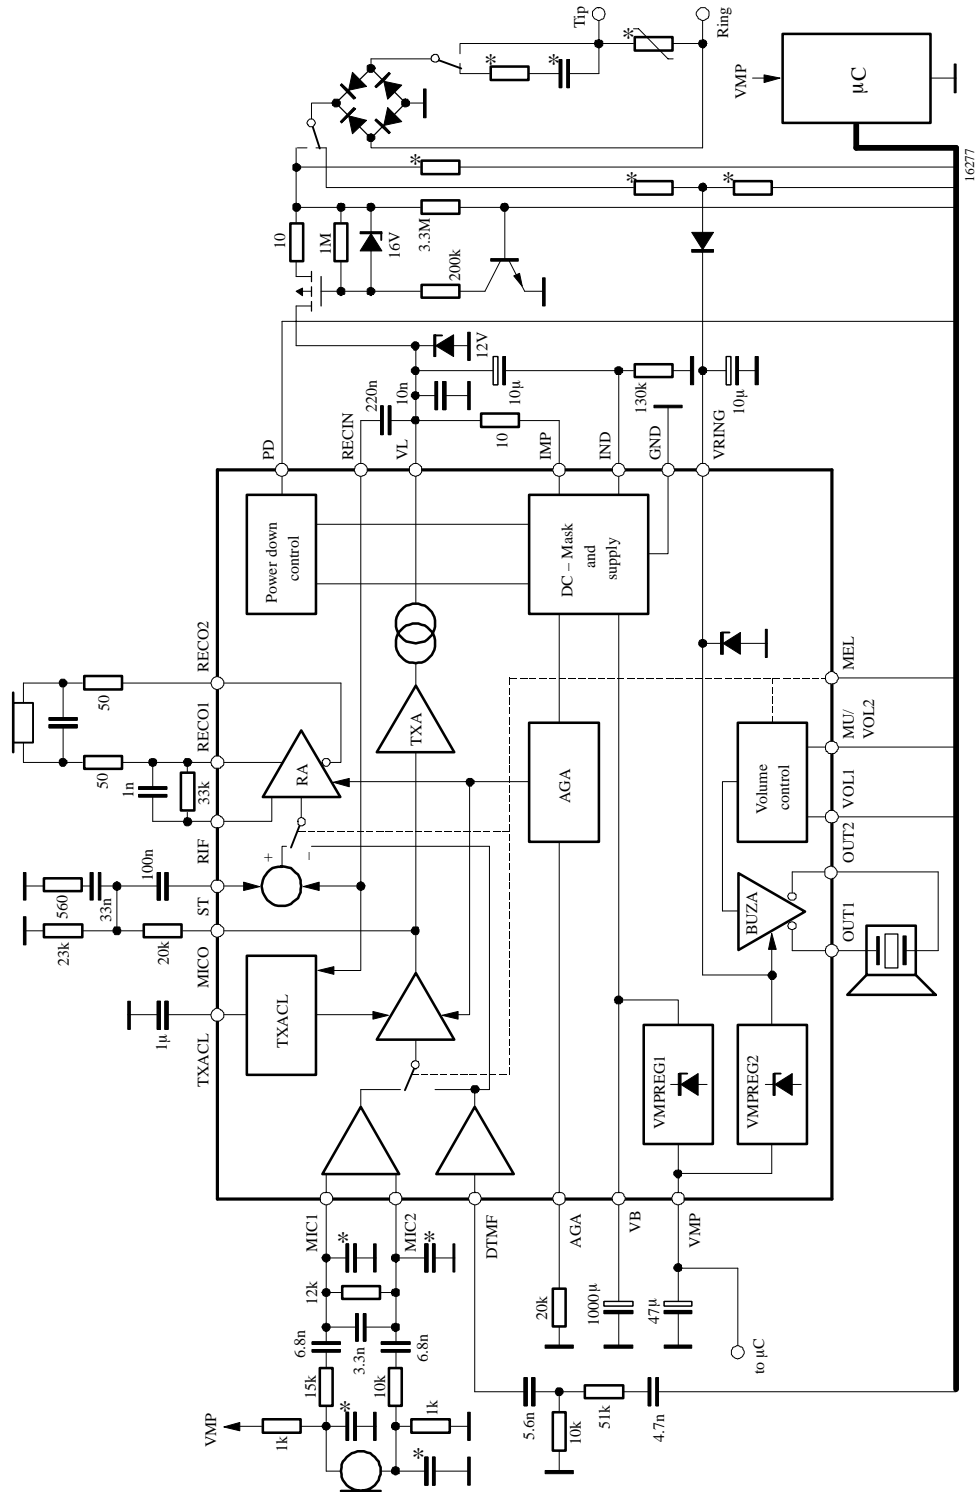 Tip
Ring
*
*
*
VMP
µC
16277
*
*
*
10
1M
16V
3.3M
200k
12V
220n
10n
10µ
10
130k
10µ
PD
RECIN
VL
IMP
IND
GND
VRING
Power down
control
DC – Mask
and
supply
RECO2
50
RECO1
50
1n
33k
RIF
RA
TXA
AGA
MEL
MU/
VOL2
VOL1
Volume
control
OUT2
+
–
100n
ST
560
33n
23k
20k
MICO
BUZA
OUT1
1µ
TXACL
TXACL
VMPREG1
VMPREG2
MIC1
MIC2
DTMF
AGA
VB
VMP
*
*
12k
20k
1000µ
47µ
6.8n
3.3n
6.8n
to µC
15k
10k
VMP
1k
*
1k
*
5.6n
10k
51k
4.7n